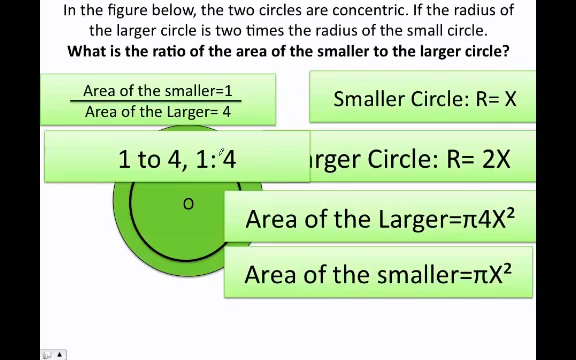 In the figure below, the two circles are concentric. If the radius of
the larger circle is two times the radius of the small circle.
What is the ratio of the area of the smaller to the larger circle?
Area of the smaller=1
Area of the Larger= 4
Smaller Circle: R= X
1 to 4, 1: 4
arger Circle: R= 2X
O
Area of the Larger=π4X²
Area of the smaller=πX²